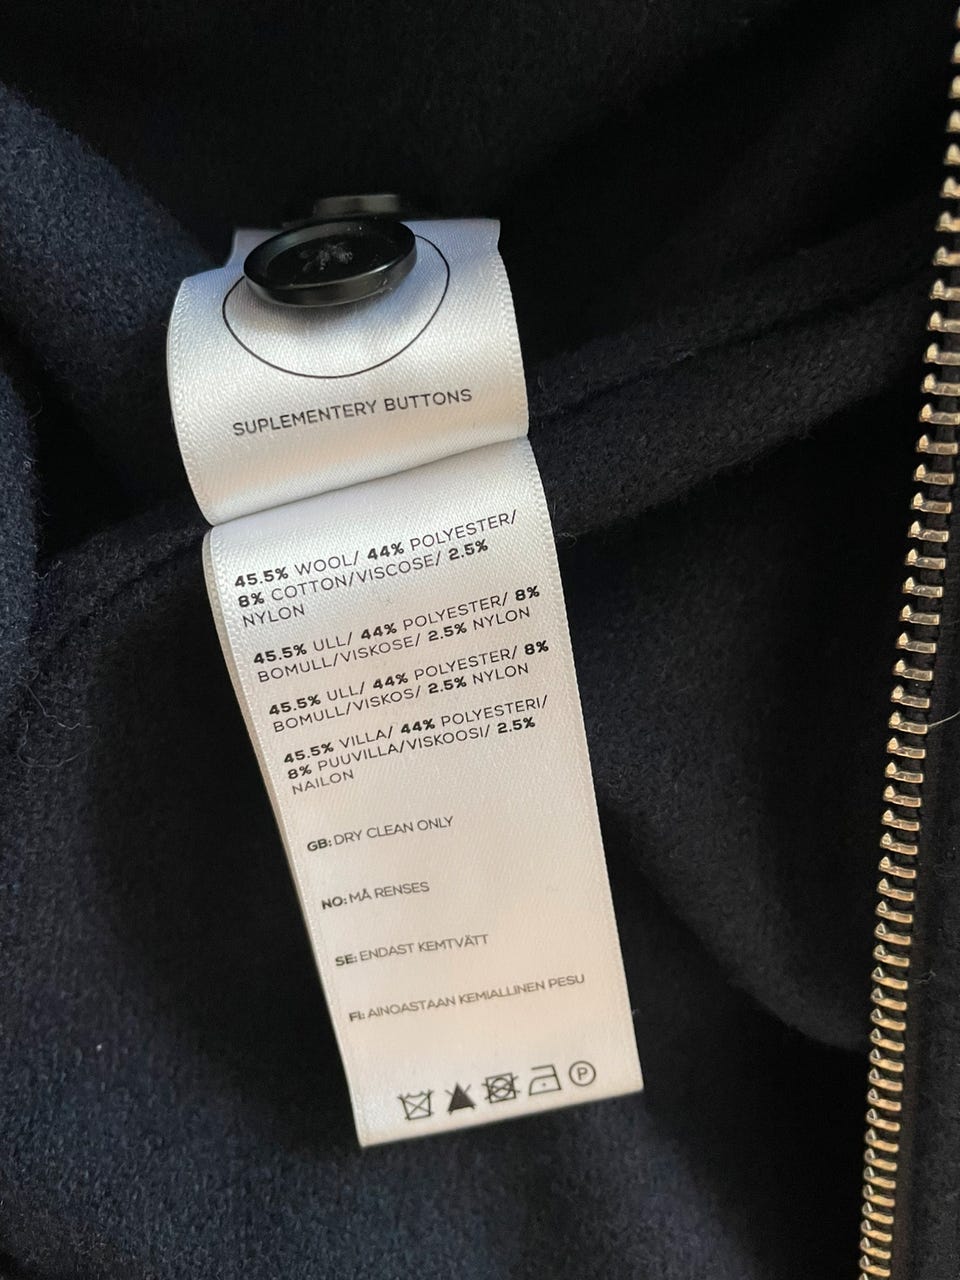 SUPLEMENTERY BUTTONS
45.5% WOOL/ 44% POLYESTER/
8% COTTON/VISCOSE/ 2.5%
NYLON
45.5% ULL/ 44% POLYESTER/ 8%
BOMULL/VISKOSE/ 2.5% NYLON
45.5% ULL/ 44% POLYESTER/ 8%
BOMULL/VISKOS/ 2.5% NYLON
45.5% VILLA/ 44% POLYESTERI/
8% PUUVILLA/VISKOOSI/ 2.5%
NAILON
GB: DRY CLEAN ONLY
NO: MÅ RENSES
SE: ENDAST KEMTVÄTT
FI: AINOASTAAN KEMIALLINEN PESU
P